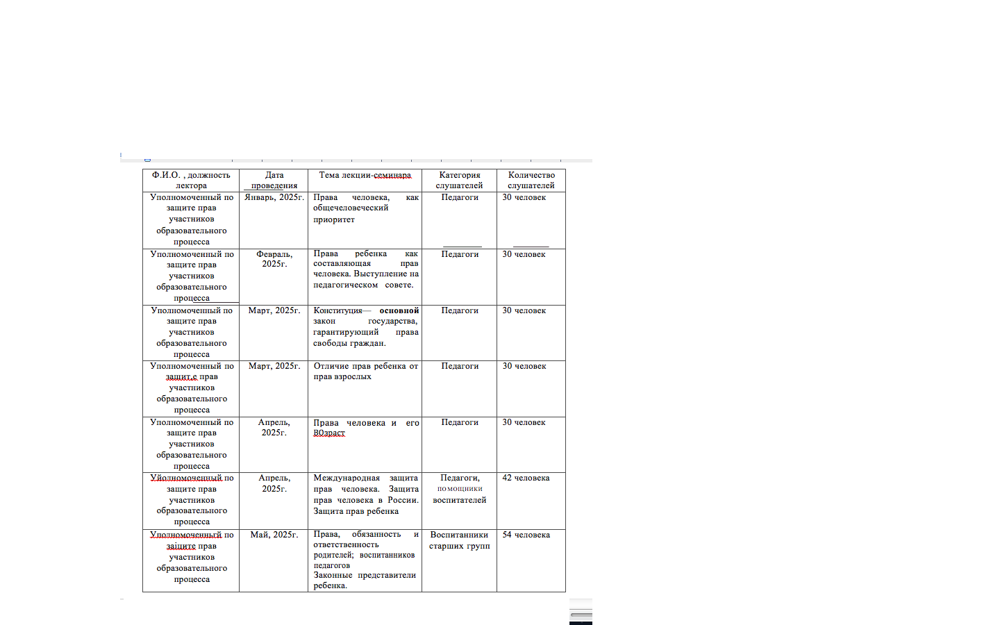 Ф.И.О. , должность лектора
Дата проведения
Тема лекции-семинара
Категория слушателей
Количество слушателей
Уполномоченный по
защите прав
участников
образовательного
процесса
Январь, 2025г.
Права человека, как
общечеловеческий
приоритет
Педагоги
30 человек
Уполномоченный по
защите прав
участников
образовательного
процесса
Февраль,
2025г.
Права ребенка как
составляющая прав
человека. Выступление на
педагогическом совете.
Педагоги
30 человек
Уполномоченный по
защите прав
участников
образовательного
процесса
Март, 2025г.
Конституция— основной
закон государства,
гарантирующий права
свободы граждан.
Педагоги
30 человек
Уполномоченный по
зашит.е прав
участников
образовательного
процесса
Март, 2025г.
Отличие прав ребенка от
прав взрослых
Педагоги
30 человек
Уполномоченный по
защите прав
участников
образовательного
процесса
Апрель,
2025г.
Права человека и его
ВОзраст
Педагоги
30 человек
Уйолномоченный по
защите прав
участников
образовательного
процесса
Апрель,
2025г.
Международная защита
прав человека. Защита
прав человека в России.
Защита прав ребенка
Педагоги,
помощники
воспитателей
42 человека
Уполномоченньгй по
заіците прав
участников
образовательного
процесса
Май, 2025г.
Права, обязанность и
ответственность
родителей; воспитанников
педагогов
Законные представители
ребенка.
Воспитанники
старших групп
54 человека